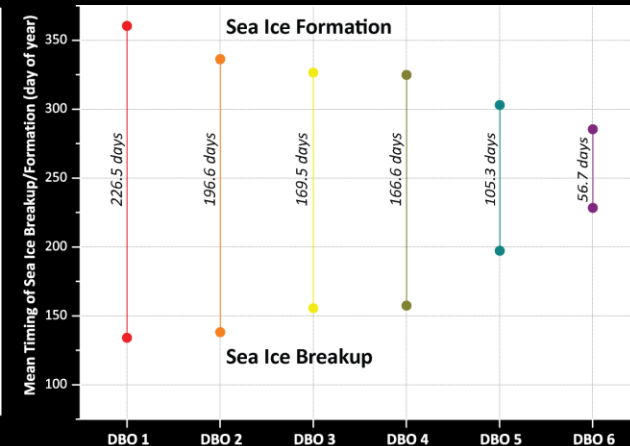 Mean Timing of Sea Ice Breakup/Formation (day of year)
350
300
250
200
150
100
Sea Ice Formation
226.5 days
196.6 days
169.5 days
166.6 days
105.3 days
56.7 days
Sea Ice Breakup
DBO 1
DBO 2
DBO 3
DBO 4
DBO 5
DBO 6